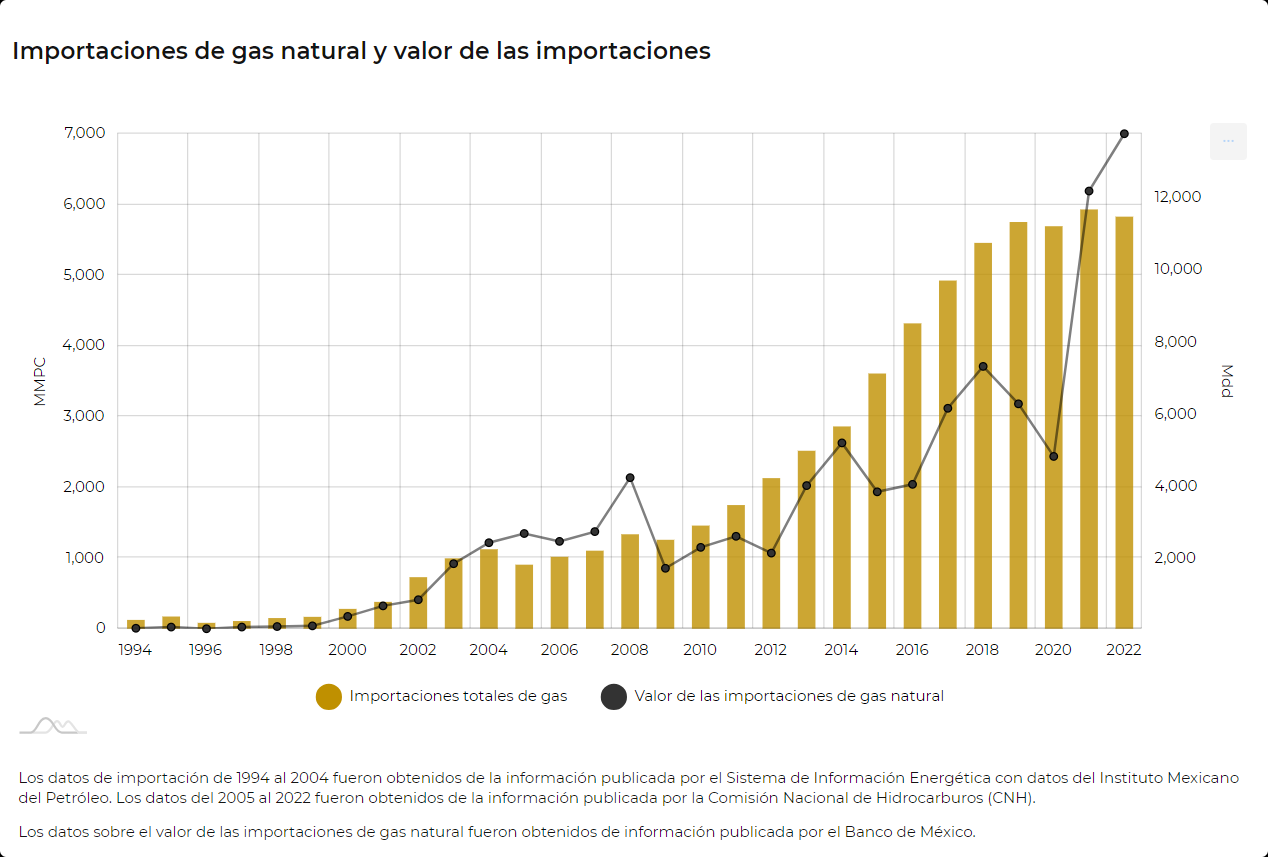 Importaciones de gas natural y valor de las importaciones
7,000
6,000
5,000
4,000
3,000
2,000
1,000
0
MMPC
12,000
10,000
8,000
6,000
4,000
2,000
Mdd
...
1994 1996 1998 2000 2002 2004 2006 2008 2010 2012 2014 2016 2018 2020 2022
Importaciones totales de gas Valor de las importaciones de gas natural
Los datos de importación de 1994 al 2004 fueron obtenidos de la información publicada por el Sistema de Información Energética con datos del Instituto Mexicano
del Petróleo. Los datos del 2005 al 2022 fueron obtenidos de la información publicada por la Comisión Nacional de Hidrocarburos (CNH).
Los datos sobre el valor de las importaciones de gas natural fueron obtenidos de información publicada por el Banco de México.